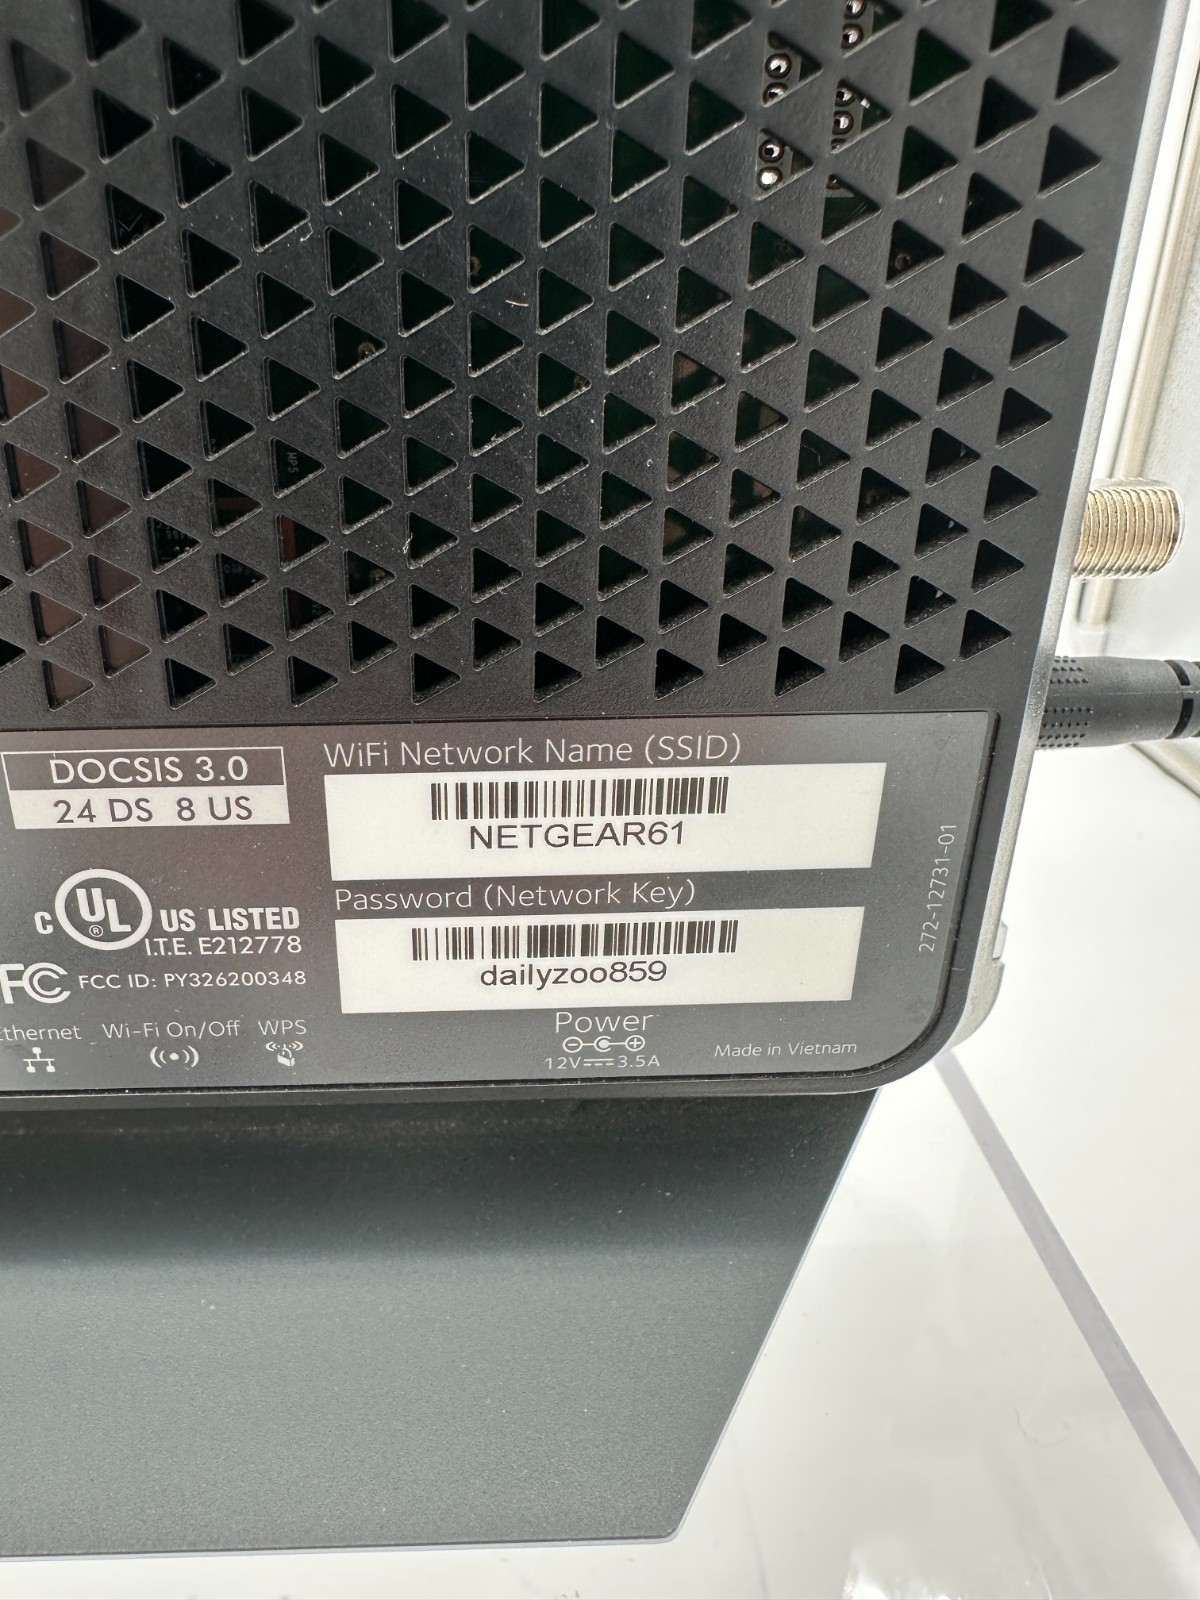 DOCSIS 3.0
24 DS 8 US
WiFi Network Name (SSID)
NETGEAR61
Password (Network Key)
dailyzoo859
C UL ® US LISTED
I.T.E. E212778
FC FCC ID: PY326200348
Ethernet Wi-Fi On/Off WPS
Power
12V 3.5A
Made in Vietnam
272-12731-01